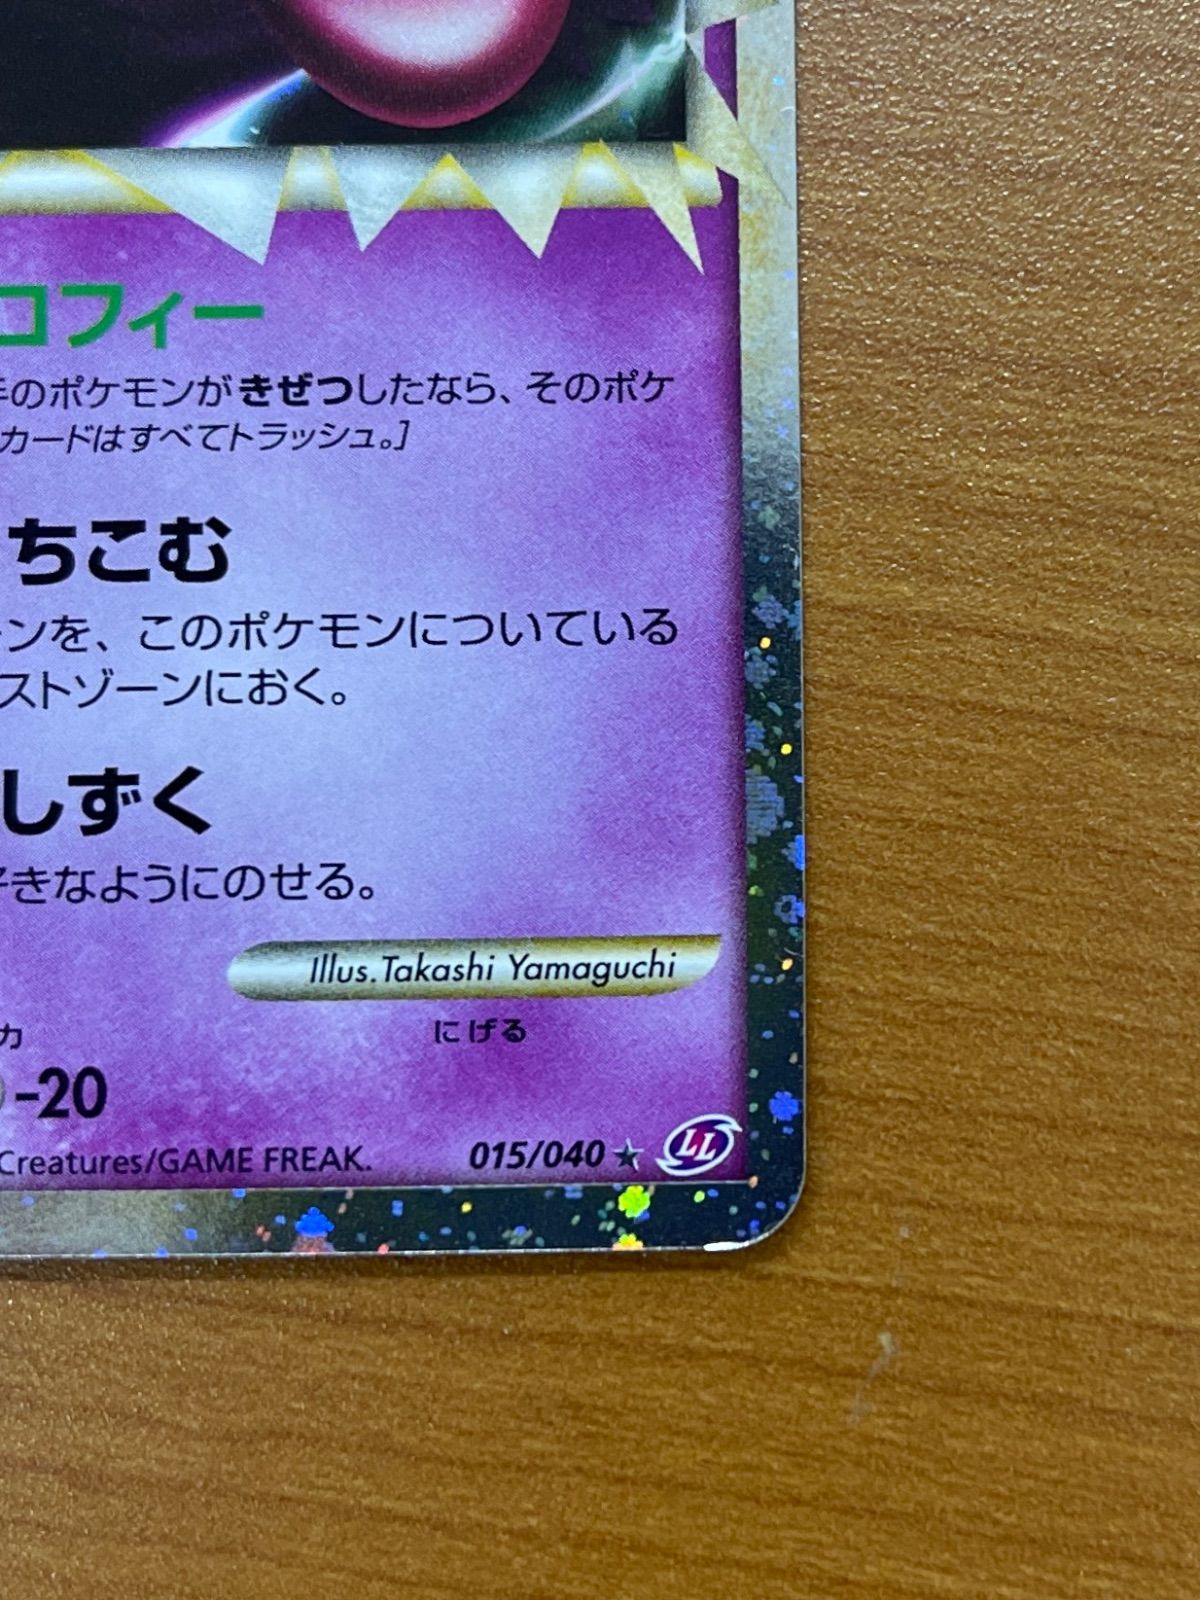 コフィー
手のポケモンがきぜつしたなら、そのポケ
カードはすべてトラッシュ。]
ちこむ
ーンを、このポケモンについている
ストゾーンにおく。
しずく
好きなようにのせる。
Illus.Takashi Yamaguchi
にげる
力
-20
Creatures/GAME FREAK.
015/040 ★ LL